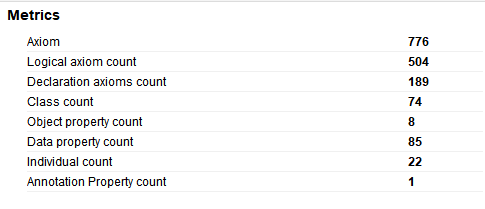 Metrics
Axiom 776
Logical axiom count 504
Declaration axioms count 189
Class count 74
Object property count 8
Data property count 85
Individual count 22
Annotation Property count 1